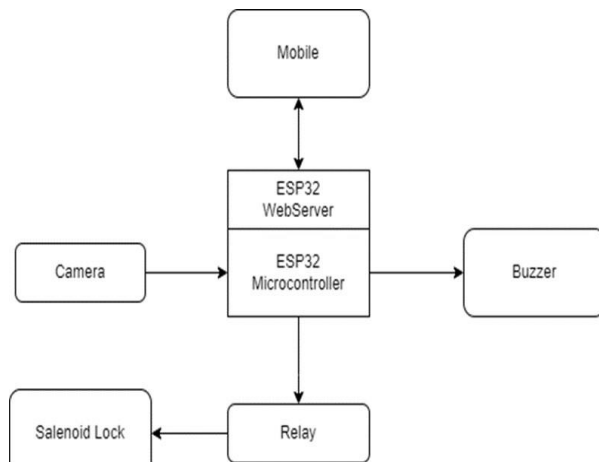 Mobile
ESP32
WebServer
Camera
ESP32
Microcontroller
Buzzer
Salenoid Lock
Relay